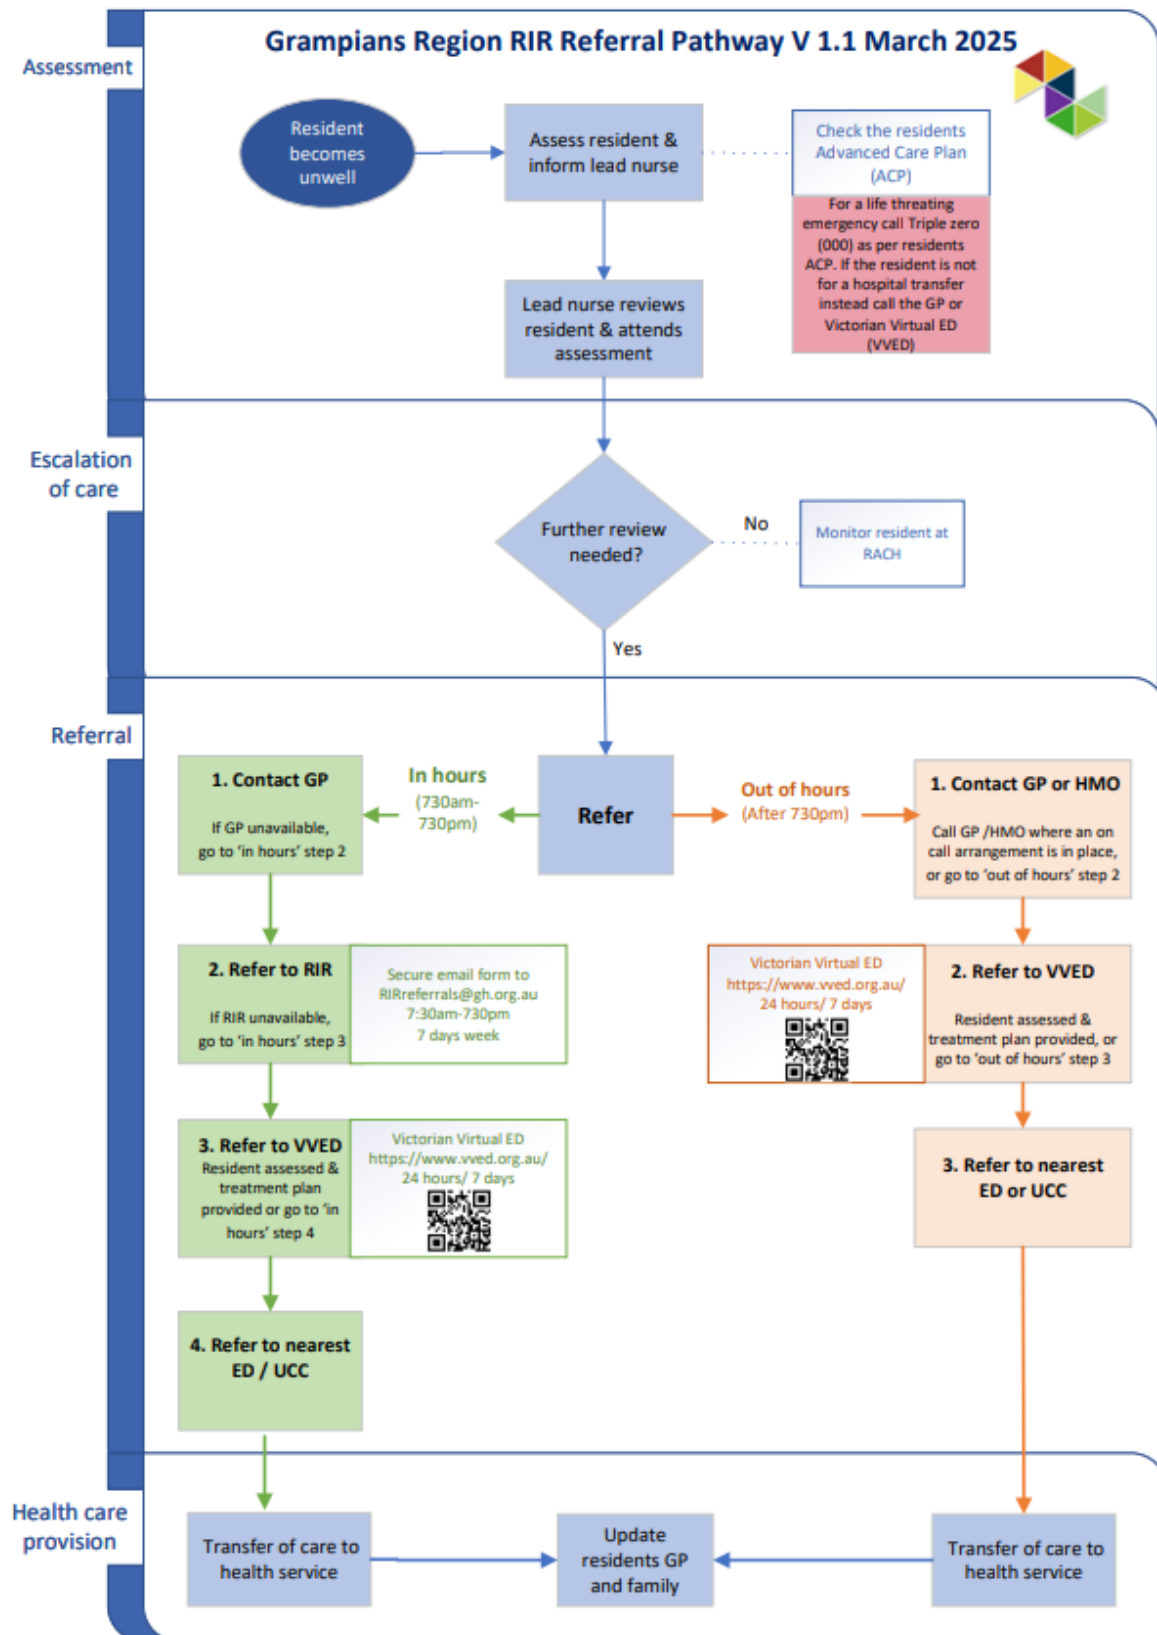 Grampians Region RIR Referral Pathway V 1.1 March 2025
Assessment
Resident
becomes
unwell
Assess resident &
inform lead nurse
Check the residents
Advanced Care Plan
(ACP)
For a life threating
emergency call Triple zero
(000) as per residents
ACP. If the resident is not
for a hospital transfer
instead call the GP or
Victorian Virtual ED
(VVED)
Lead nurse reviews
resident & attends
assessment
Escalation
of care
Further review
needed?
No
Monitor resident at
RACH
Yes
Referral
1. Contact GP
If GP unavailable,
go to ‘in hours’ step 2
In hours
(730am-
730pm)
Refer
Out of hours
(After 730pm)
1. Contact GP or HMO
Call GP /HMO where an on
call arrangement is in place,
or go to ‘out of hours’ step 2
2. Refer to RIR
If RIR unavailable,
go to ‘in hours’ step 3
Secure email form to
RIRreferrals@gh.org.au
7:30am-730pm
7 days week
Victorian Virtual ED
https://www.vved.org.au/
24 hours/ 7 days
2. Refer to VVED
Resident assessed &
treatment plan provided, or
go to ‘out of hours’ step 3
3. Refer to VVED
Resident assessed &
treatment plan
provided or go to ‘in
hours’ step 4
Victorian Virtual ED
https://www.vved.org.au/
24 hours/ 7 days
3. Refer to nearest
ED or UCC
4. Refer to nearest
ED / UCC
Health care
provision
Transfer of care to
health service
Update
residents GP
and family
Transfer of care to
health service